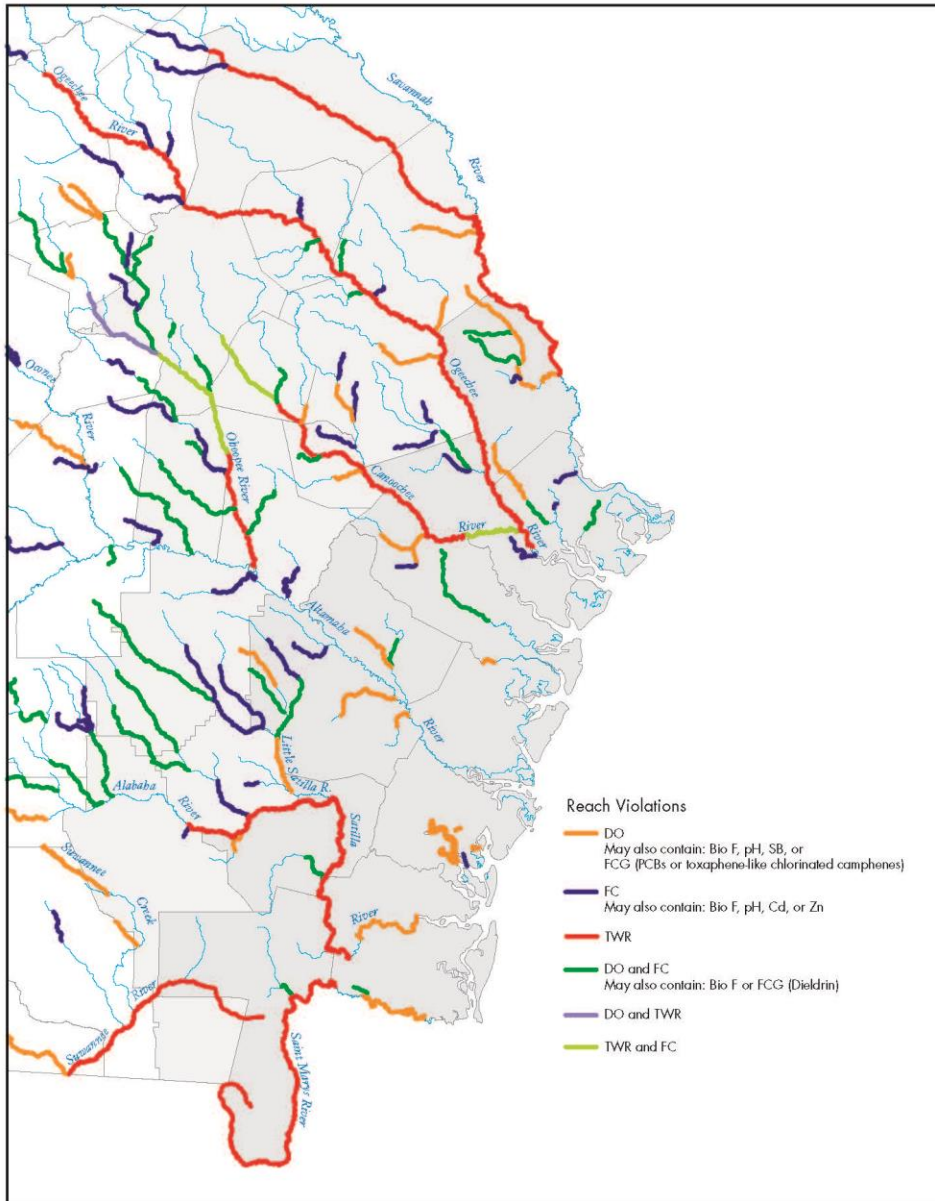 Ogeechee
River
Savannah
River
Oconee
River
Ohoopee River
Ogeechee
Canoochee
River
River
Altamaha
River
Little Satilla R.
Alabaha
River
Satilla
River
Suwannee
Creek
River
Suwannee
Saint Marys River
Reach Violations
DO
May also contain: Bio F, pH, SB, or
FCG (PCBs or toxaphene-like chlorinated camphenes)
FC
May also contain: Bio F, pH, Cd, or Zn
TWR
DO and FC
May also contain: Bio F or FCG (Dieldrin)
DO and TWR
TWR and FC